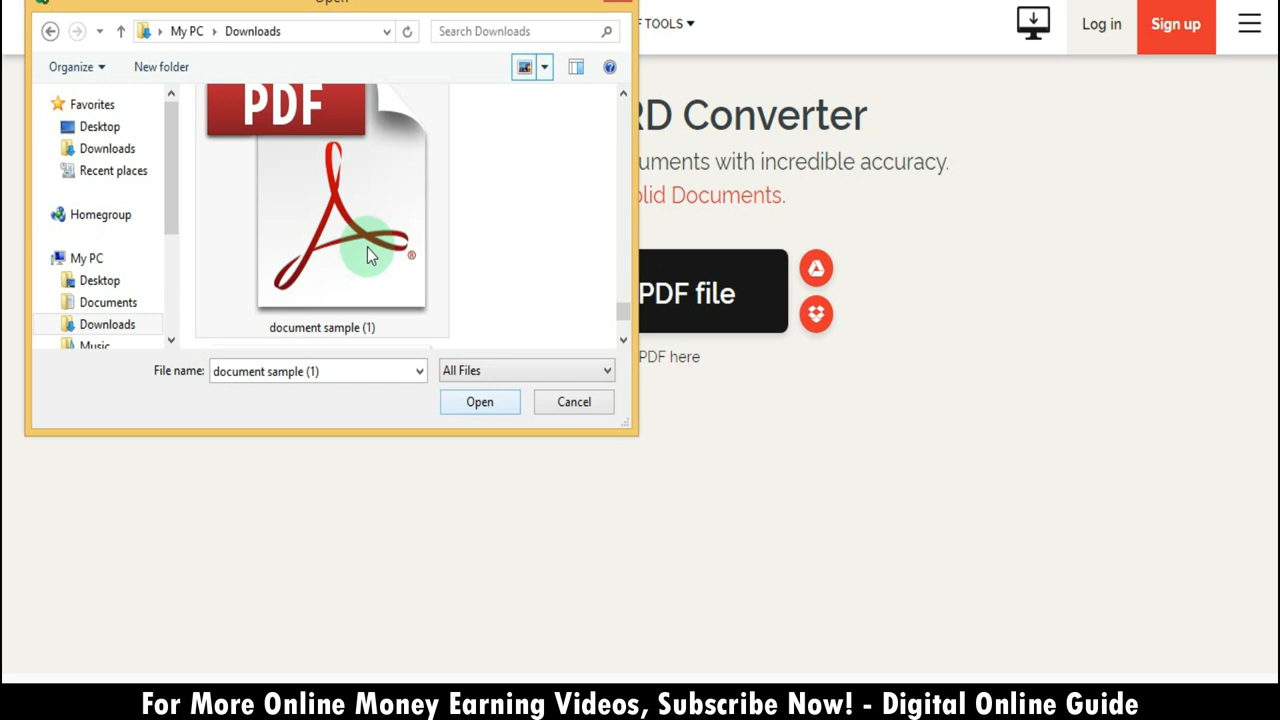 Open
My PC
Downloads
Search Downloads
Organize
New folder
Favorites
Desktop
Downloads
Recent places
Homegroup
My PC
Desktop
Documents
Downloads
Music
PDF
®
document sample (1)
File name:
document sample (1)
All Files
Open
Cancel
TOOLS
Log in
Sign up
RD Converter
uments with incredible accuracy.
olid Documents.
PDF file
PDF here
For More Online Money Earning Videos, Subscribe Now! - Digital Online Guide